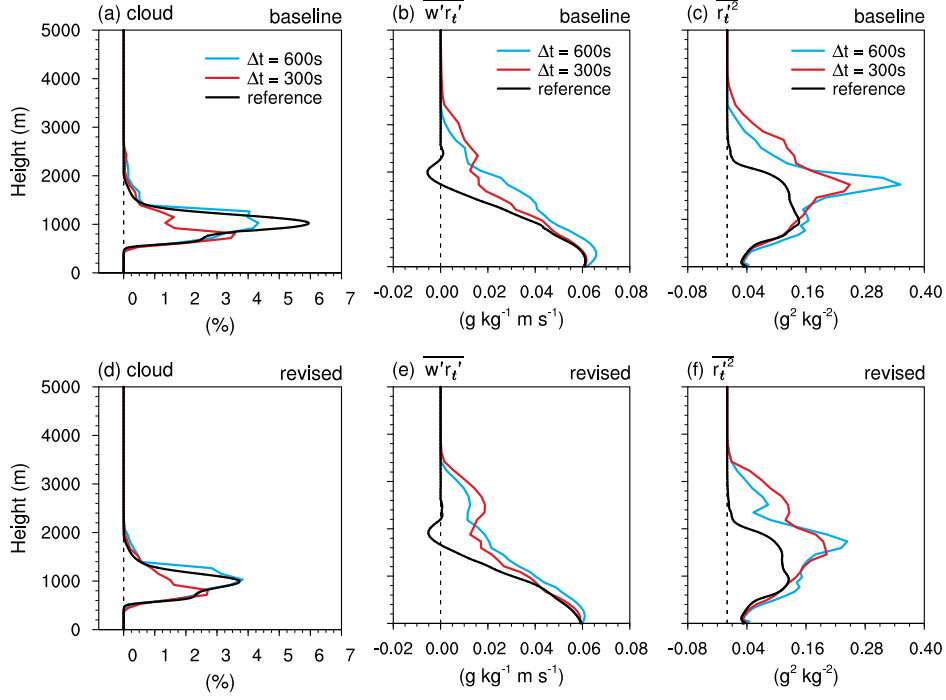 (a) cloud baseline
(b) w'rₜ' baseline
(c) rₜ'² baseline
Δt = 600s
Δt = 300s
reference
Δt = 600s
Δt = 300s
reference
Δt = 600s
Δt = 300s
reference
Height (m)
5000
4000
3000
2000
1000
0
0 1 2 3 4 5 6 7
(%)
-0.02 0.00 0.02 0.04 0.06 0.08
(g kg⁻¹ m s⁻¹)
-0.08 0.04 0.16 0.28 0.40
(g² kg⁻²)
(d) cloud revised
(e) w'rₜ' revised
(f) rₜ'² revised
Height (m)
5000
4000
3000
2000
1000
0
0 1 2 3 4 5 6 7
(%)
-0.02 0.00 0.02 0.04 0.06 0.08
(g kg⁻¹ m s⁻¹)
-0.08 0.04 0.16 0.28 0.40
(g² kg⁻²)